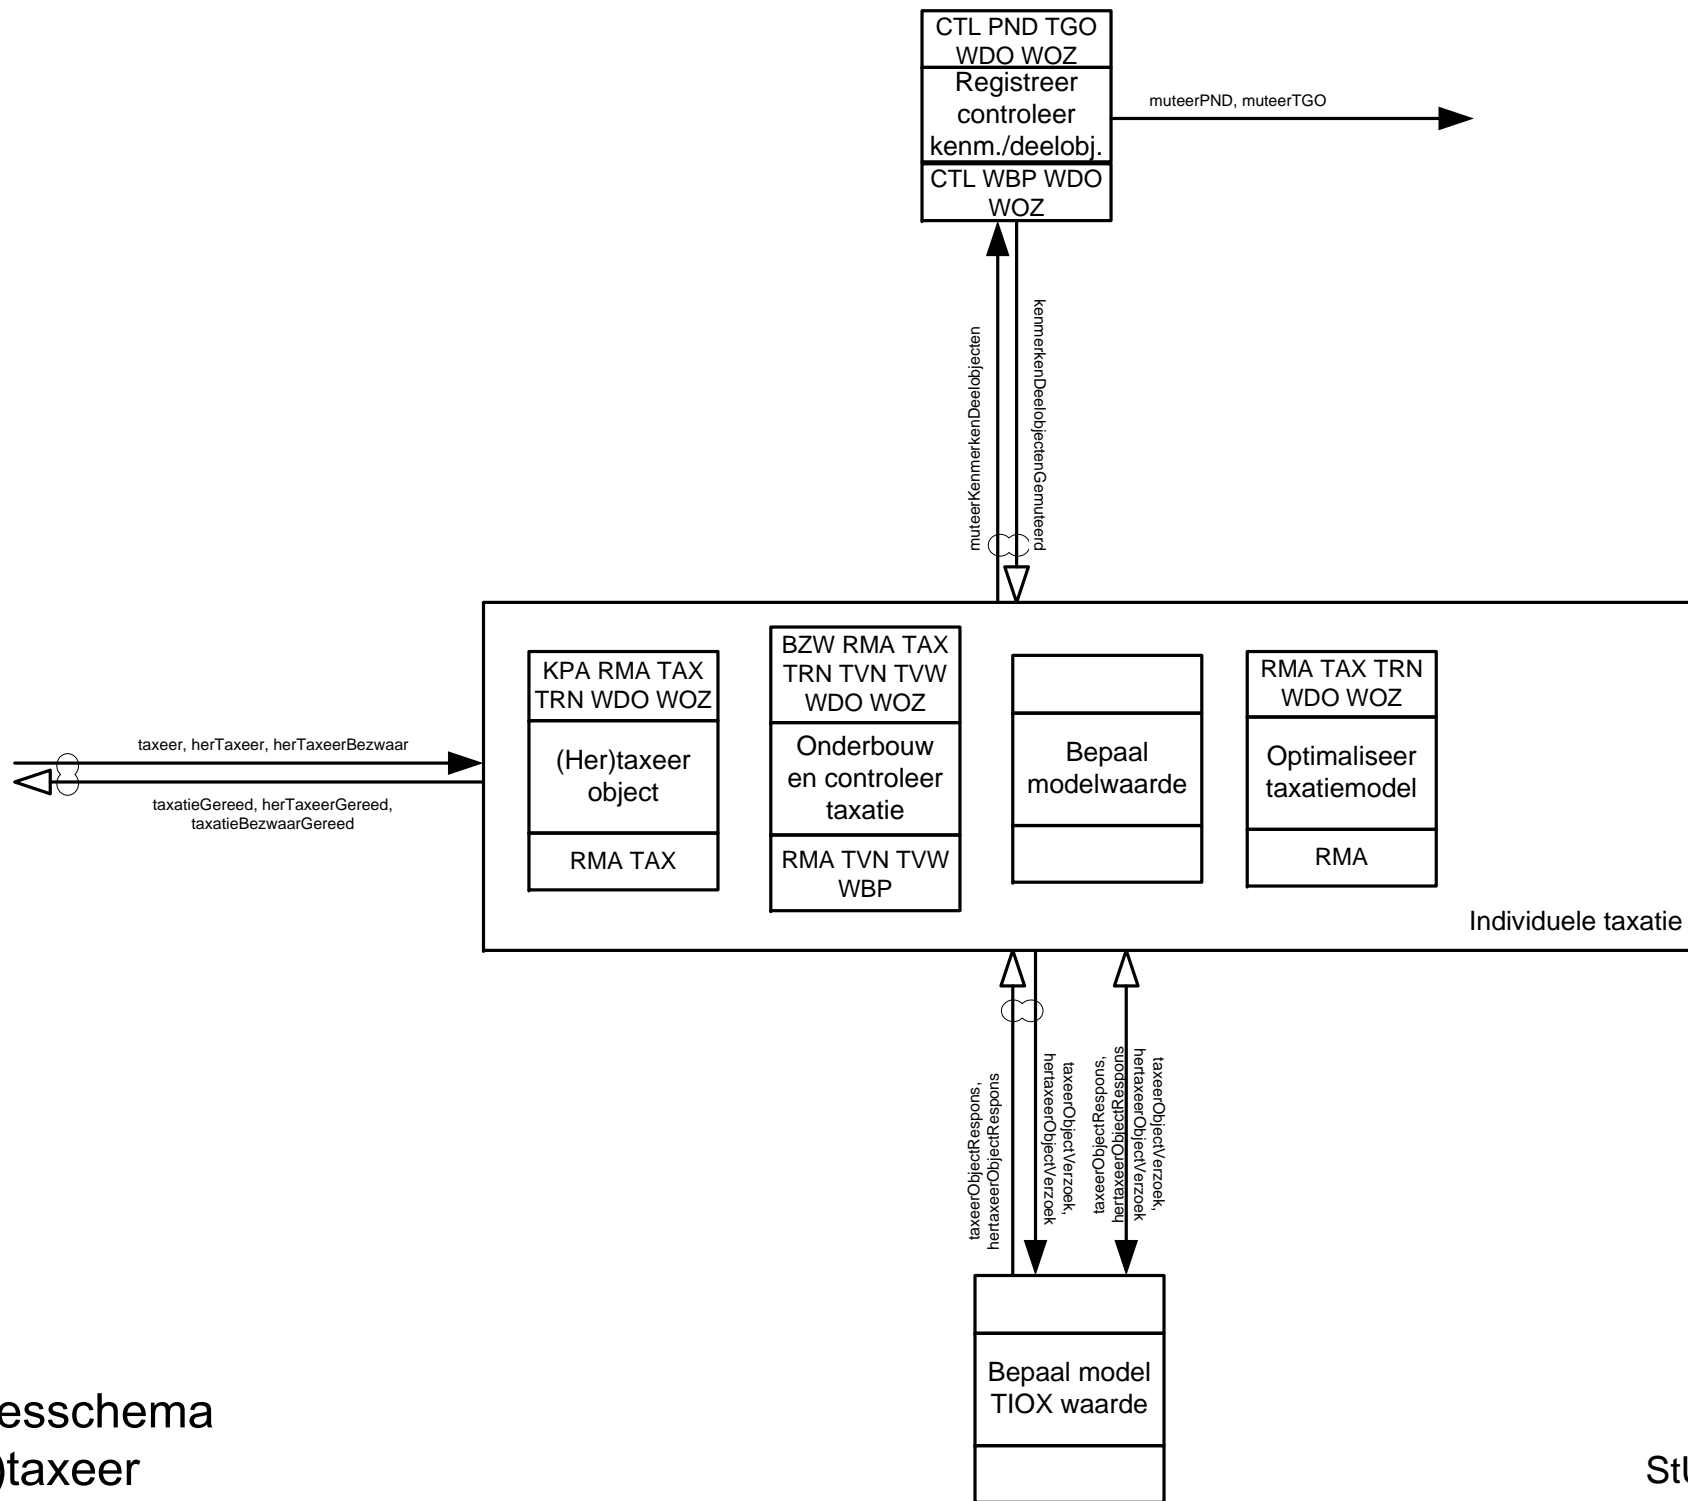 CTL PND TGO
WDO WOZ
Registreer
controleer
kenm./deelobj.
CTL WBP WDO
WOZ
muteerPND, muteerTGO
muteerKenmerkenDeelobjecten
kenmerkenDeelobjectenGemuteerd
taxeer, herTaxeer, herTaxeerBezwaar
taxatieGereed, herTaxeerGereed,
taxatieBezwaarGereed
KPA RMA TAX
TRN WDO WOZ
(Her)taxeer
object
RMA TAX
BZW RMA TAX
TRN TVN TVW
WDO WOZ
Onderbouw
en controleer
taxatie
RMA TVN TVW
WBP
Bepaal
modelwaarde
RMA TAX TRN
WDO WOZ
Optimaliseer
taxatiemodel
RMA
Individuele taxatie
taxeerObjectRespons,
hertaxeerObjectRespons
taxeerObjectVerzoek,
hertaxeerObjectVerzoek
taxeerObjectRespons,
hertaxeerObjectRespons
taxeerObjectVerzoek,
hertaxeerObjectVerzoek
Bepaal model
TIOX waarde
esschema
)taxeer
StU